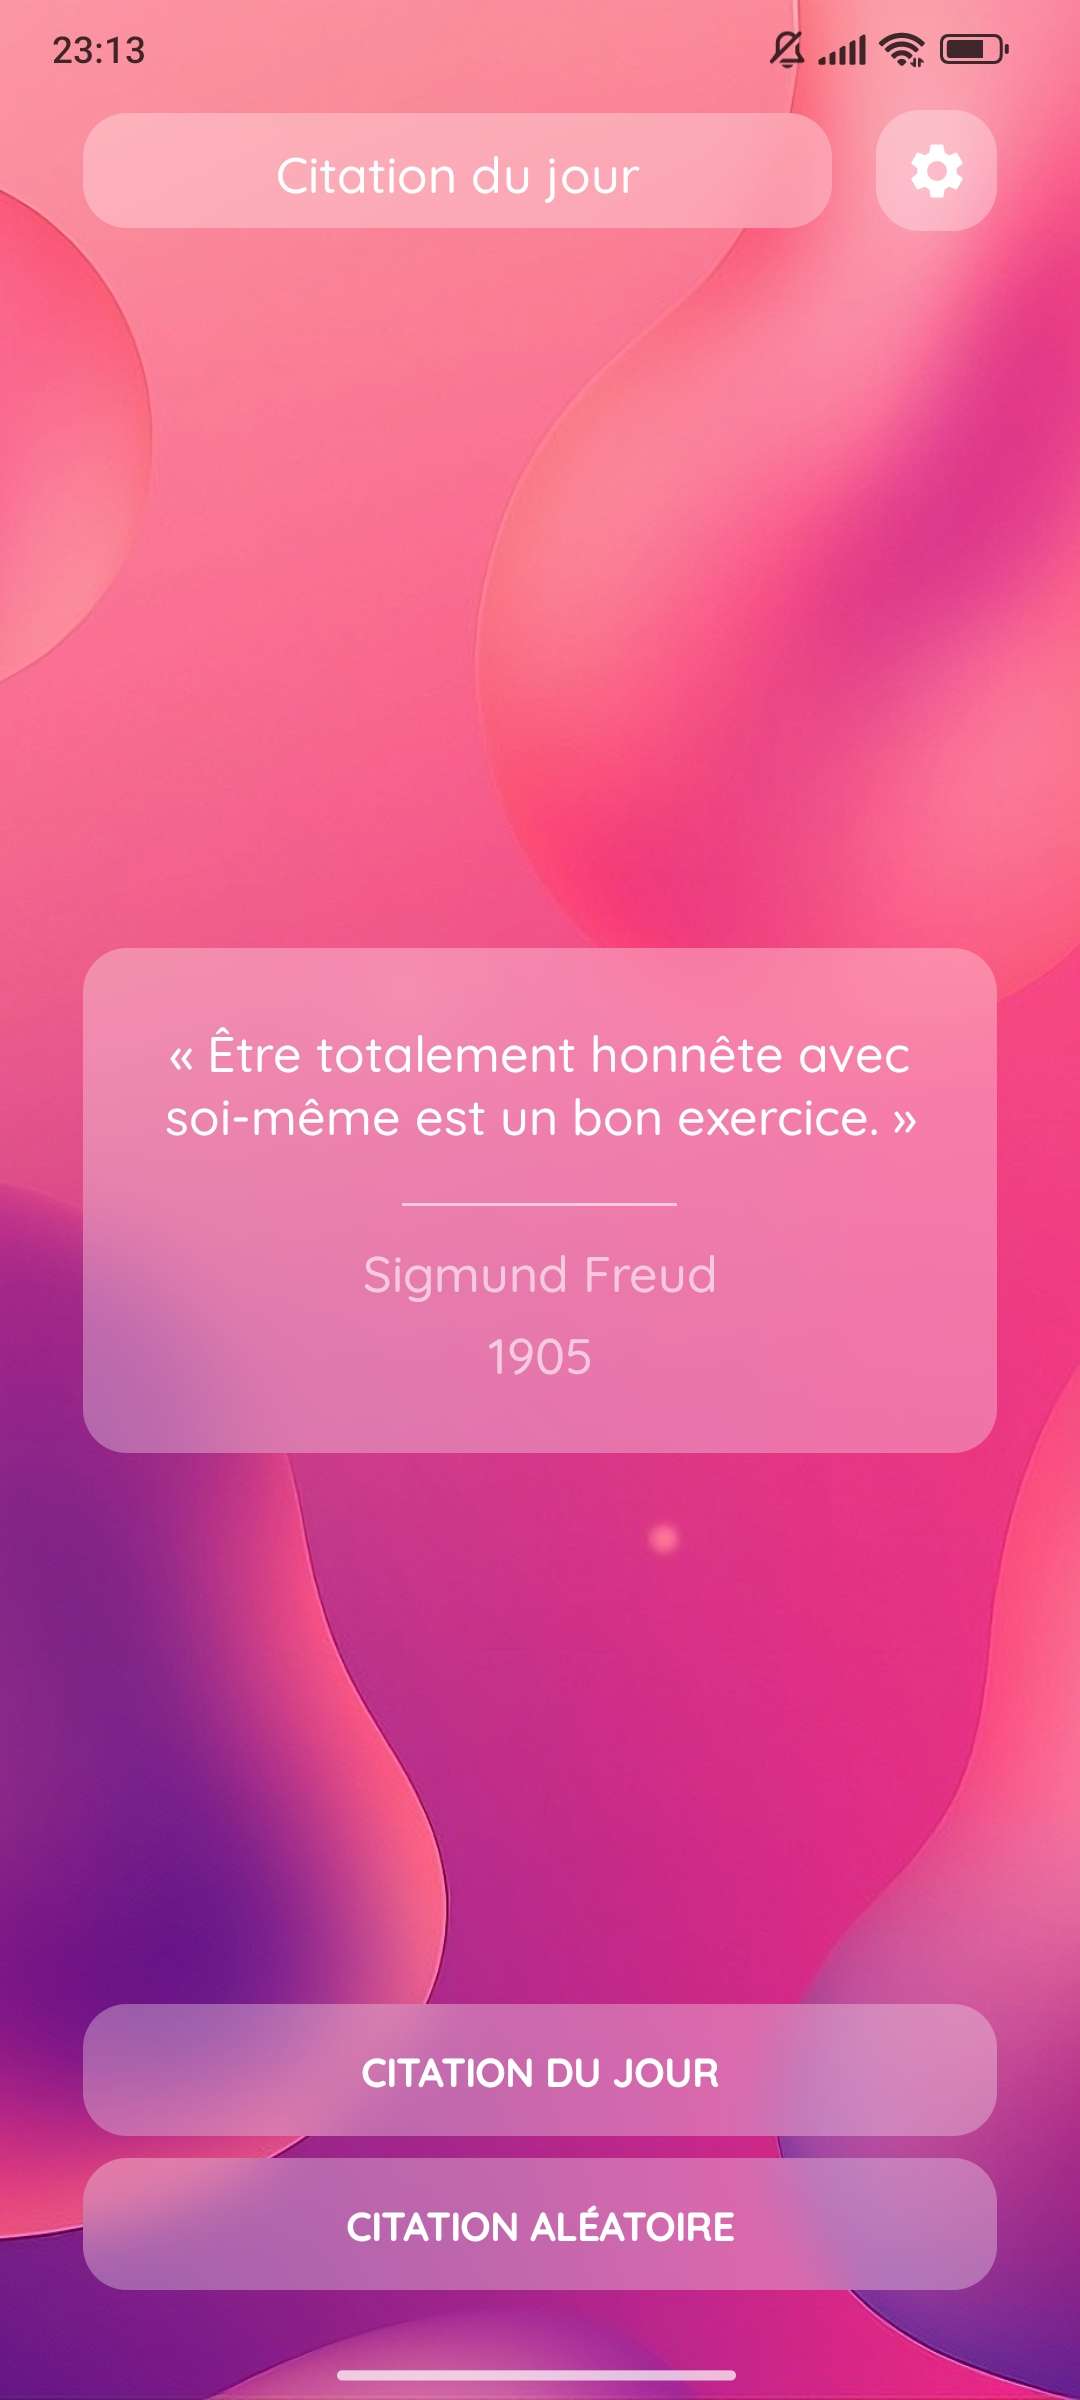 23:13
Citation du jour
« Être totalement honnête avec
soi-même est un bon exercice. »
Sigmund Freud
1905
CITATION DU JOUR
CITATION ALÉATOIRE